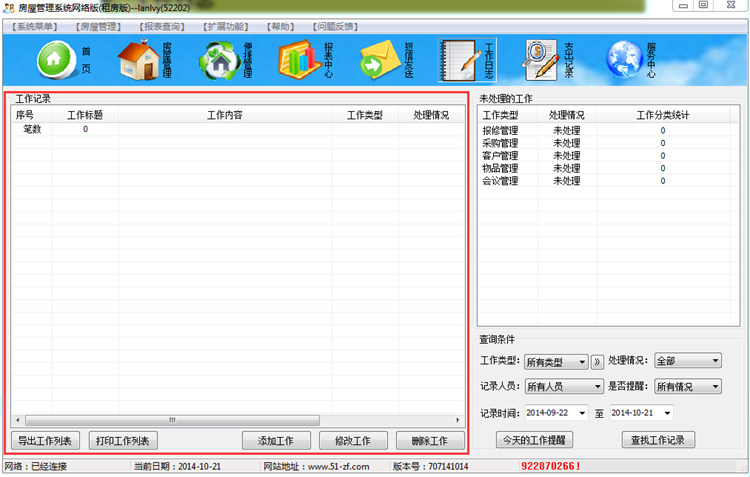 房屋管理系统网络版(租房版)--lanlvy(52202)
【系统菜单】 【房屋管理】 【报表查询】 【扩展功能】 【帮助】 【问题反馈】
首页 房屋管理 便捷管理 报表中心 短信发送 工作日志 支出记录 服务中心
工作记录
序号 工作标题 工作内容 工作类型 处理情况
笔数 0
未处理的工作
工作类型 处理情况 工作分类统计
报修管理 未处理 0
采购管理 未处理 0
客户管理 未处理 0
物品管理 未处理 0
会议管理 未处理 0
查询条件
工作类型： 所有类型 » 处理情况： 全部
记录人员： 所有人员 是否提醒： 所有情况
记录时间： 2014-09-22 至 2014-10-21
今天的工作提醒 查找工作记录
导出工作列表 打印工作列表 添加工作 修改工作 删除工作
网络：已经连接 当前日期：2014-10-21 网站地址：www.51-zf.com 版本号：707141014 922870266！